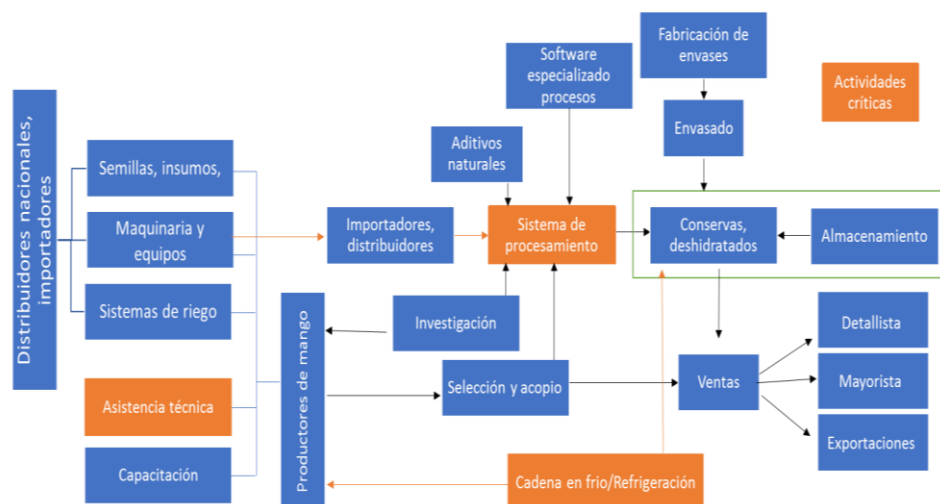 Distribuidores nacionales,
importadores
Semillas, insumos,
Maquinaria y
equipos
Sistemas de riego
Asistencia técnica
Capacitación
Productores de mango
Importadores,
distribuidores
Investigación
Selección y acopio
Aditivos
naturales
Software
especializado
procesos
Sistema de
procesamiento
Fabricación de
envases
Envasado
Conservas,
deshidratados
Almacenamiento
Actividades
críticas
Ventas
Detallista
Mayorista
Exportaciones
Cadena en frio/Refrigeración